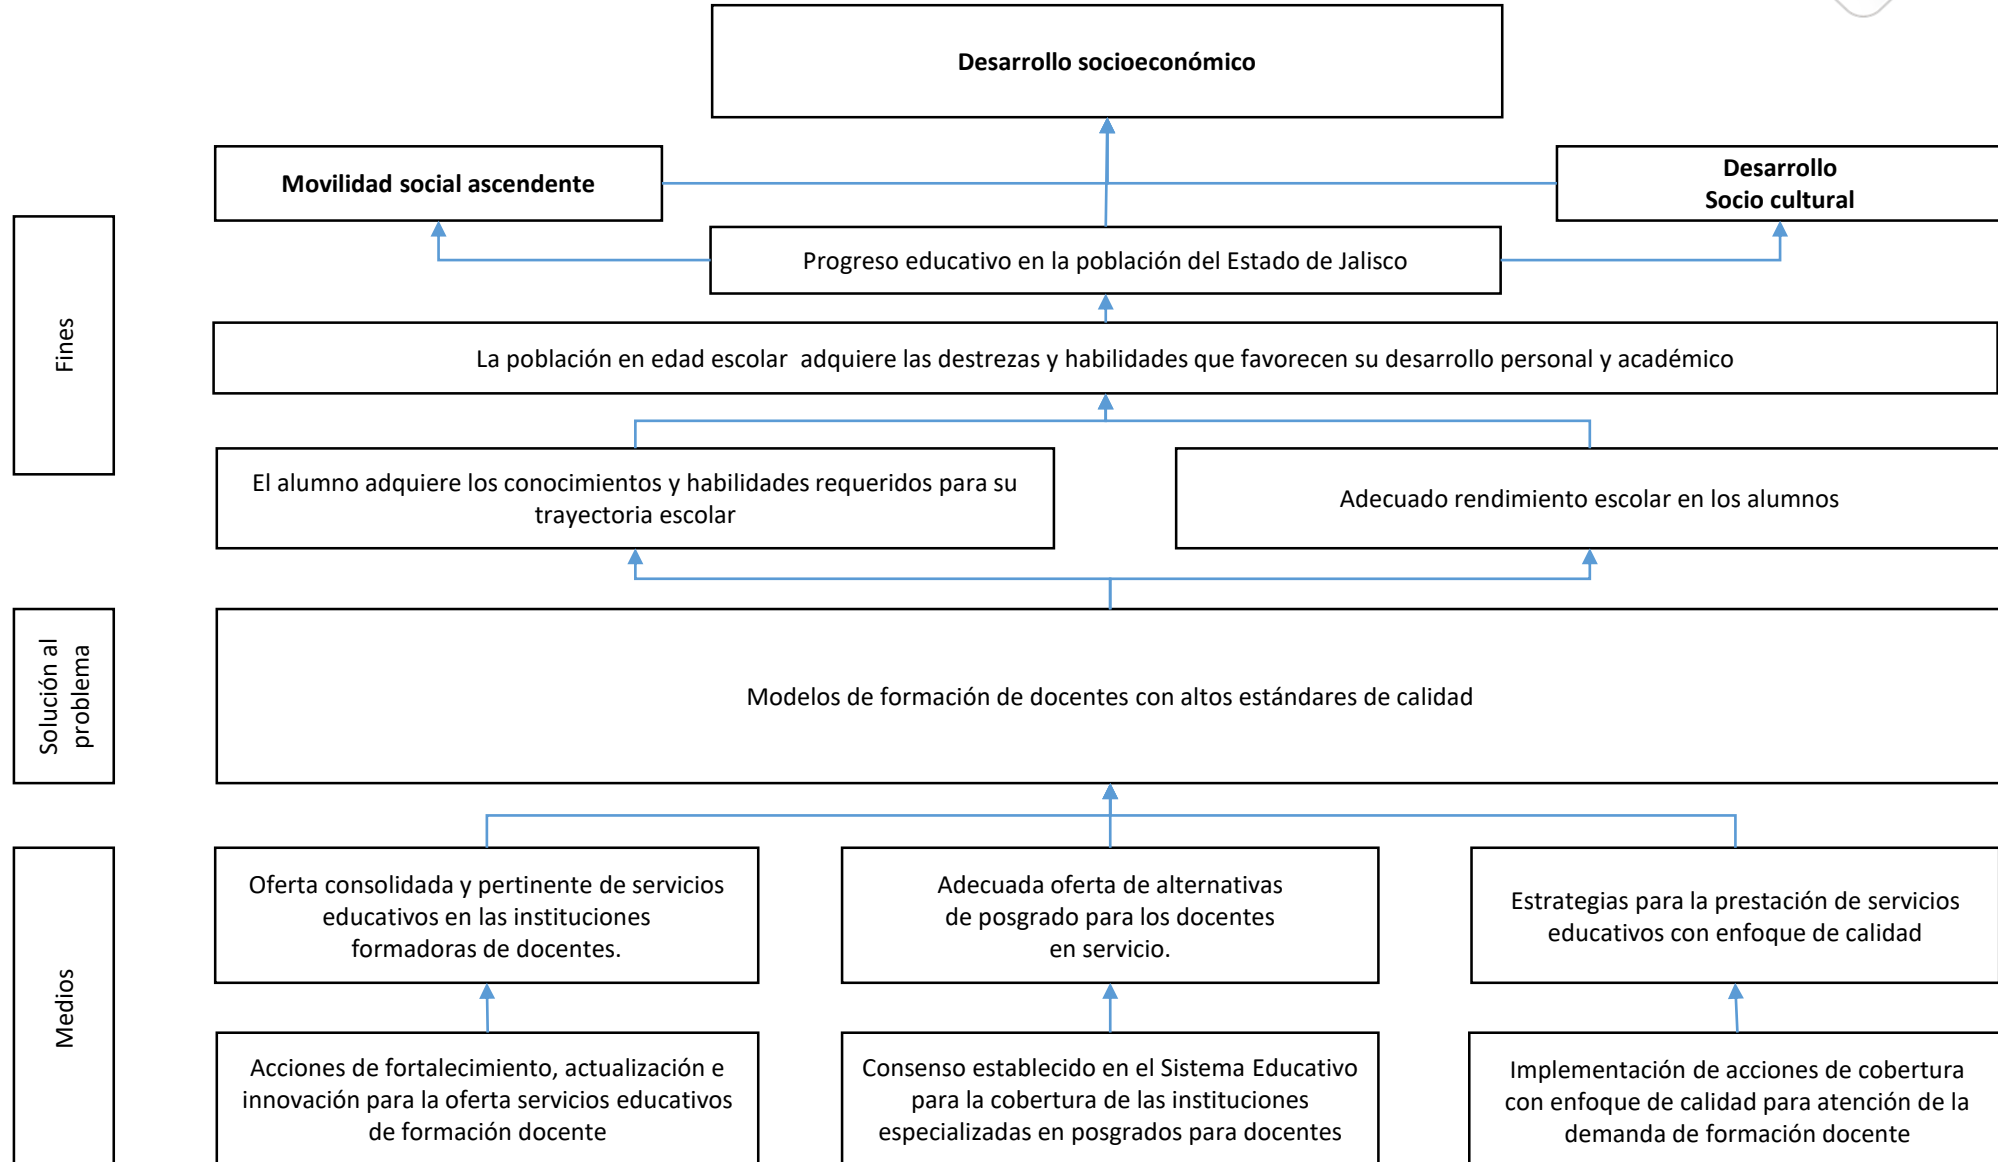 Desarrollo socioeconómico
Movilidad social ascendente
Desarrollo
Socio cultural
Progreso educativo en la población del Estado de Jalisco
Fines
La población en edad escolar  adquiere las destrezas y habilidades que favorecen su desarrollo personal y académico
El alumno adquiere los conocimientos y habilidades requeridos para su
trayectoria escolar
Adecuado rendimiento escolar en los alumnos
Solución al
problema
Modelos de formación de docentes con altos estándares de calidad
Medios
Oferta consolidada y pertinente de servicios
educativos en las instituciones
formadoras de docentes.
Adecuada oferta de alternativas
de posgrado para los docentes
en servicio.
Estrategias para la prestación de servicios
educativos con enfoque de calidad
Acciones de fortalecimiento, actualización e
innovación para la oferta servicios educativos
de formación docente
Consenso establecido en el Sistema Educativo
para la cobertura de las instituciones
especializadas en posgrados para docentes
Implementación de acciones de cobertura
con enfoque de calidad para atención de la
demanda de formación docente